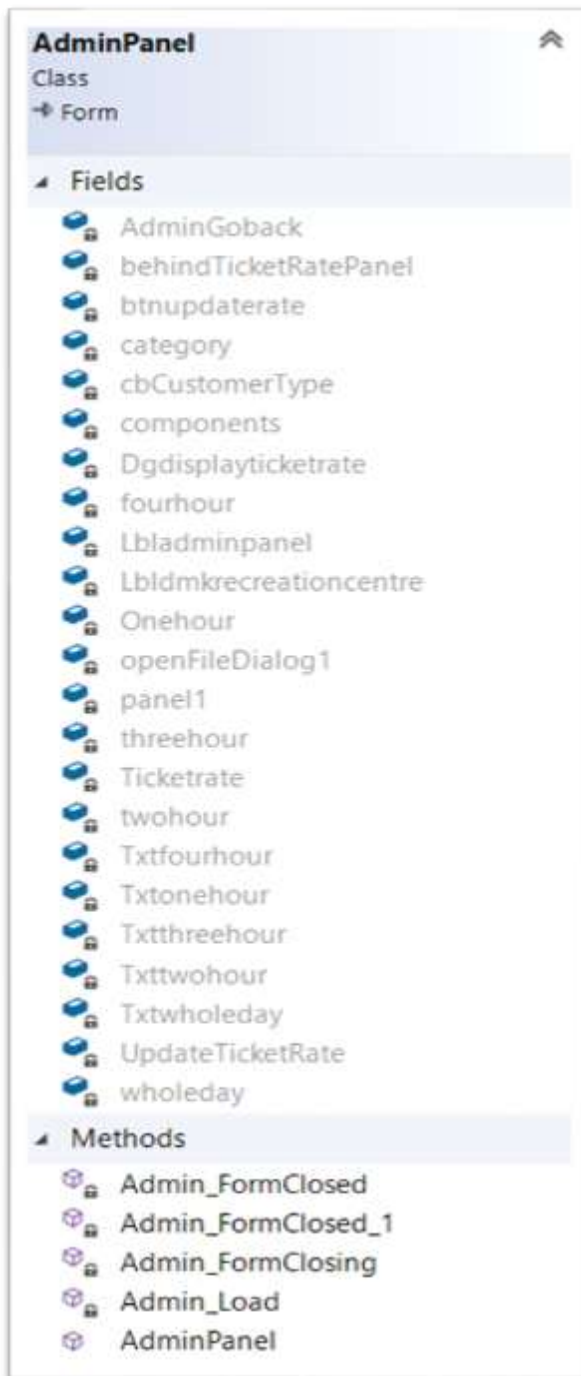 AdminPanel
Class
Form
Fields
AdminGoback
behindTicketRatePanel
btnupdaterate
category
cbCustomerType
components
Dgdisplayticketrate
fourhour
Lbladminpanel
Lbldmkrecreationcentre
Onehour
openFileDialog1
panel1
threehour
Ticketrate
twohour
Txtfourhour
Txtonehour
Txtthreehour
Txttwohour
Txtwholeday
UpdateTicketRate
wholeday
Methods
Admin_FormClosed
Admin_FormClosed_1
Admin_FormClosing
Admin_Load
AdminPanel